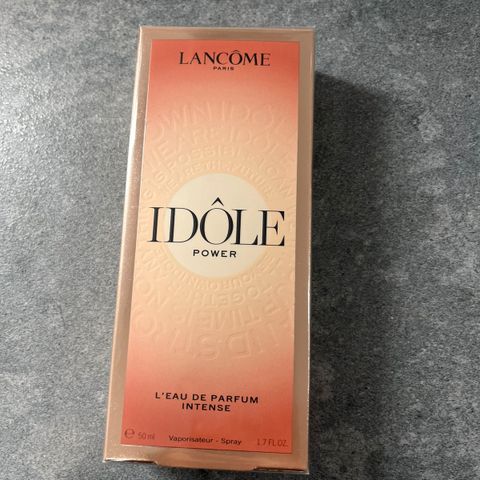 LANCÔME
PARIS
IDÔLE
POWER
L'EAU DE PARFUM
INTENSE
℮ 50 ml Vaporisateur - Spray 1.7 FL.OZ.